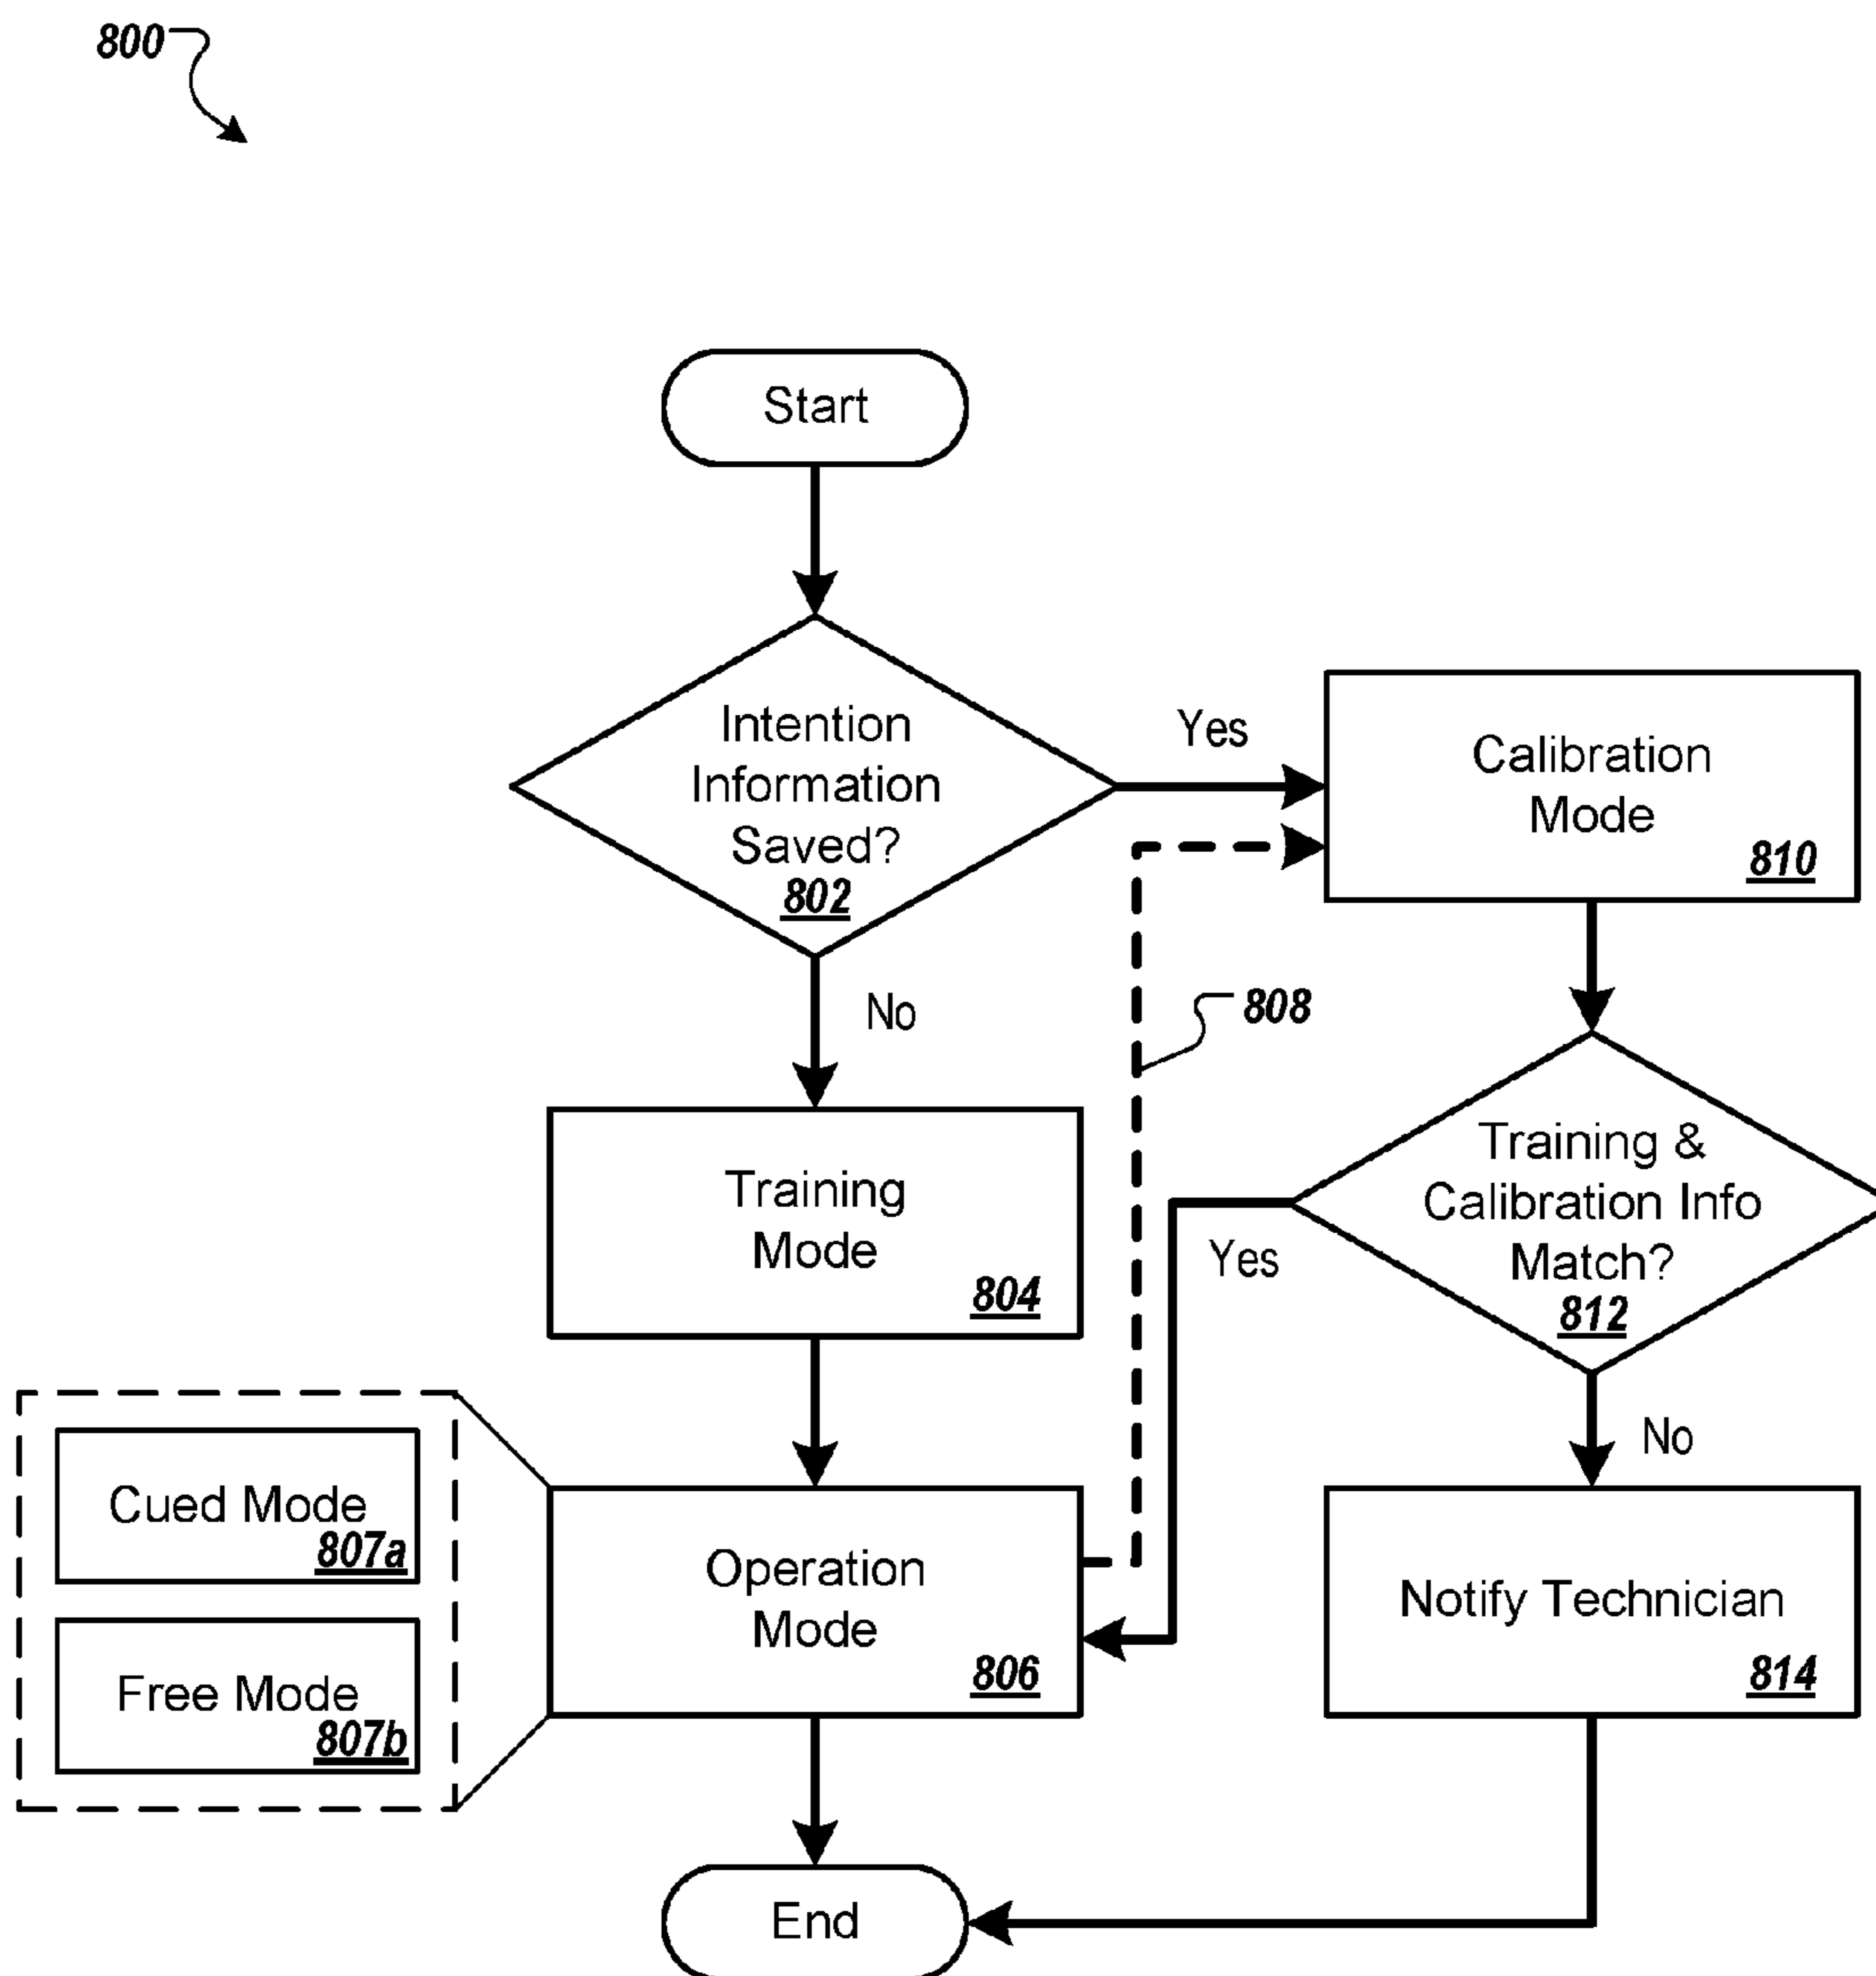 800
Start
Intention
Information
Saved?
802
Yes
Calibration
Mode
810
No
808
Training
Mode
804
Training &
Calibration Info
Match?
812
Yes
No
Cued Mode
807a
Free Mode
807b
Operation
Mode
806
Notify Technician
814
End